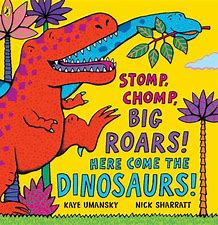 STOMP,
CHOMP,
BIG
ROARS!
HERE COME THE
DINOSAURS!
KAYE UMANSKY NICK SHARRATT